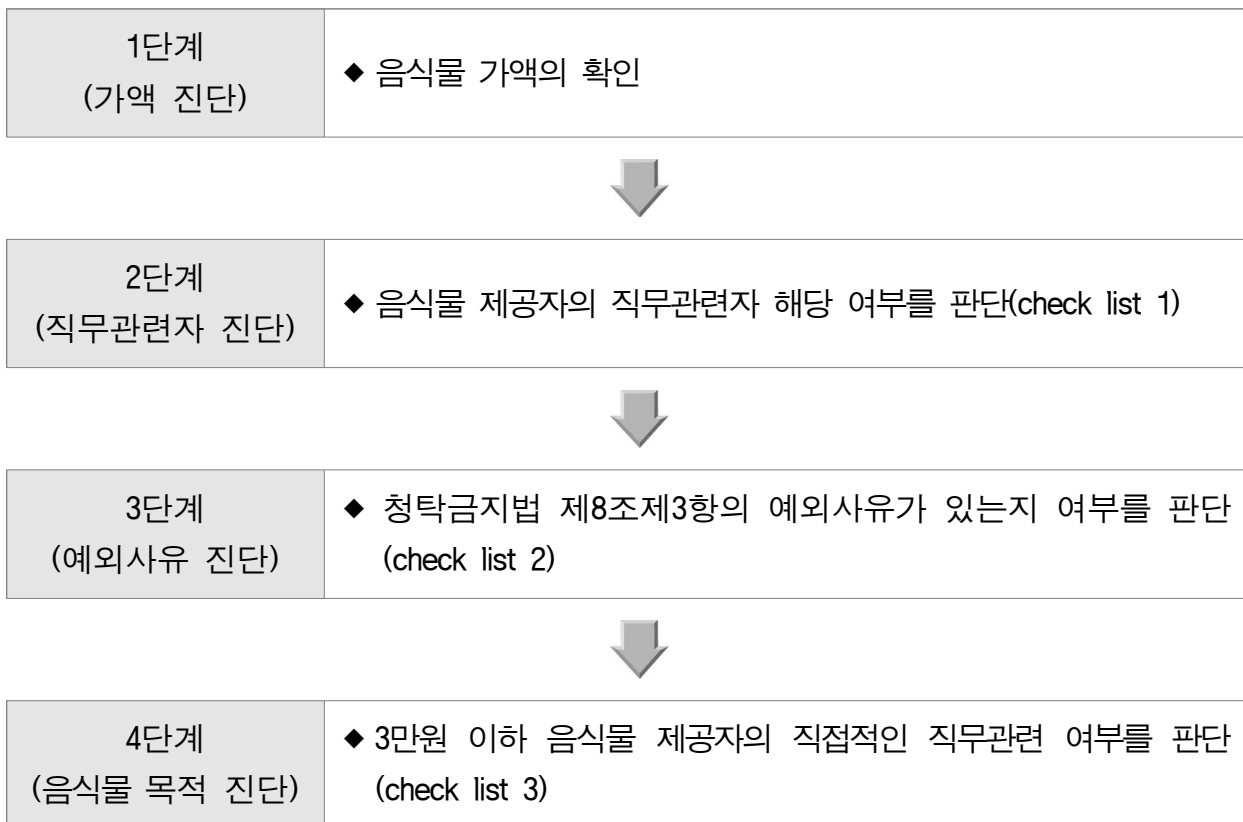 1단계
(가액 진단)
◆ 음식물 가액의 확인
2단계
(직무관련자 진단)
◆ 음식물 제공자의 직무관련자 해당 여부를 판단(check list 1)
3단계
(예외사유 진단)
◆ 청탁금지법 제8조제3항의 예외사유가 있는지 여부를 판단
(check list 2)
4단계
(음식물 목적 진단)
◆ 3만원 이하 음식물 제공자의 직접적인 직무관련 여부를 판단
(check list 3)